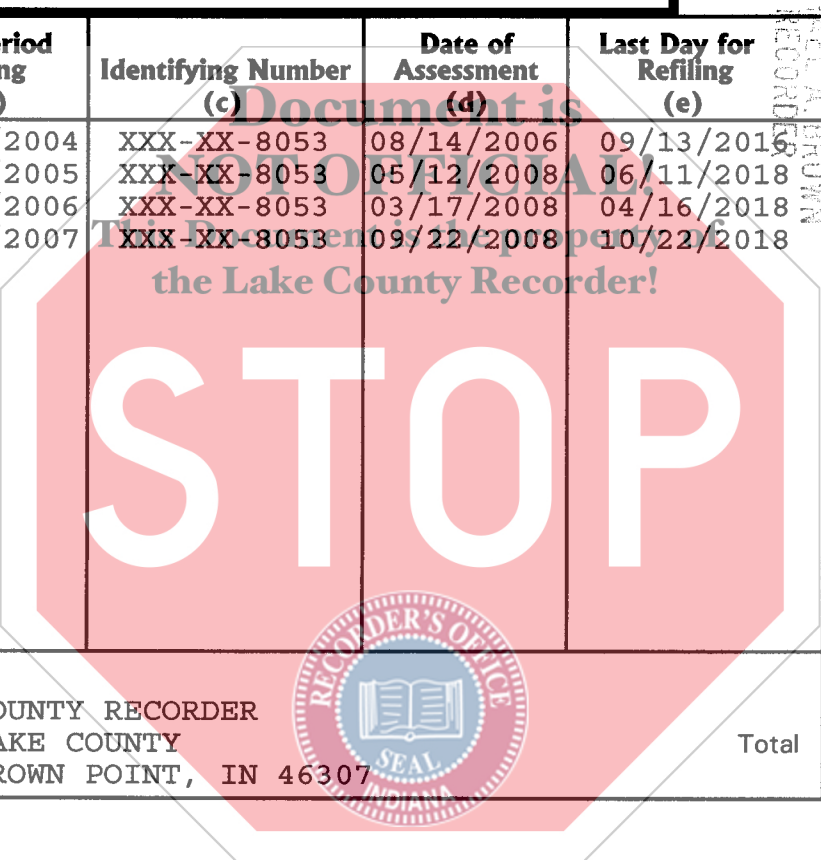 riod
ng
)
Identifying Number
(c)
Date of
Assessment
(d)
Last Day for
Refiling
(e)
RECORDER
BROWN
2004 XXX-XX-8053 08/14/2006 09/13/2016
2005 XXX-XX-8053 05/12/2008 06/11/2018
/2006 XXX-XX-8053 03/17/2008 04/16/2018
/2007 XXX-XX-8053 09/22/2008 10/22/2018
Document is
NOT OFFICIAL!
This Document is the property of
the Lake County Recorder!
STOP
RECORDER'S OFFICE
SEAL
INDIANA
OUNTY RECORDER
AKE COUNTY
ROWN POINT, IN 46307
Total